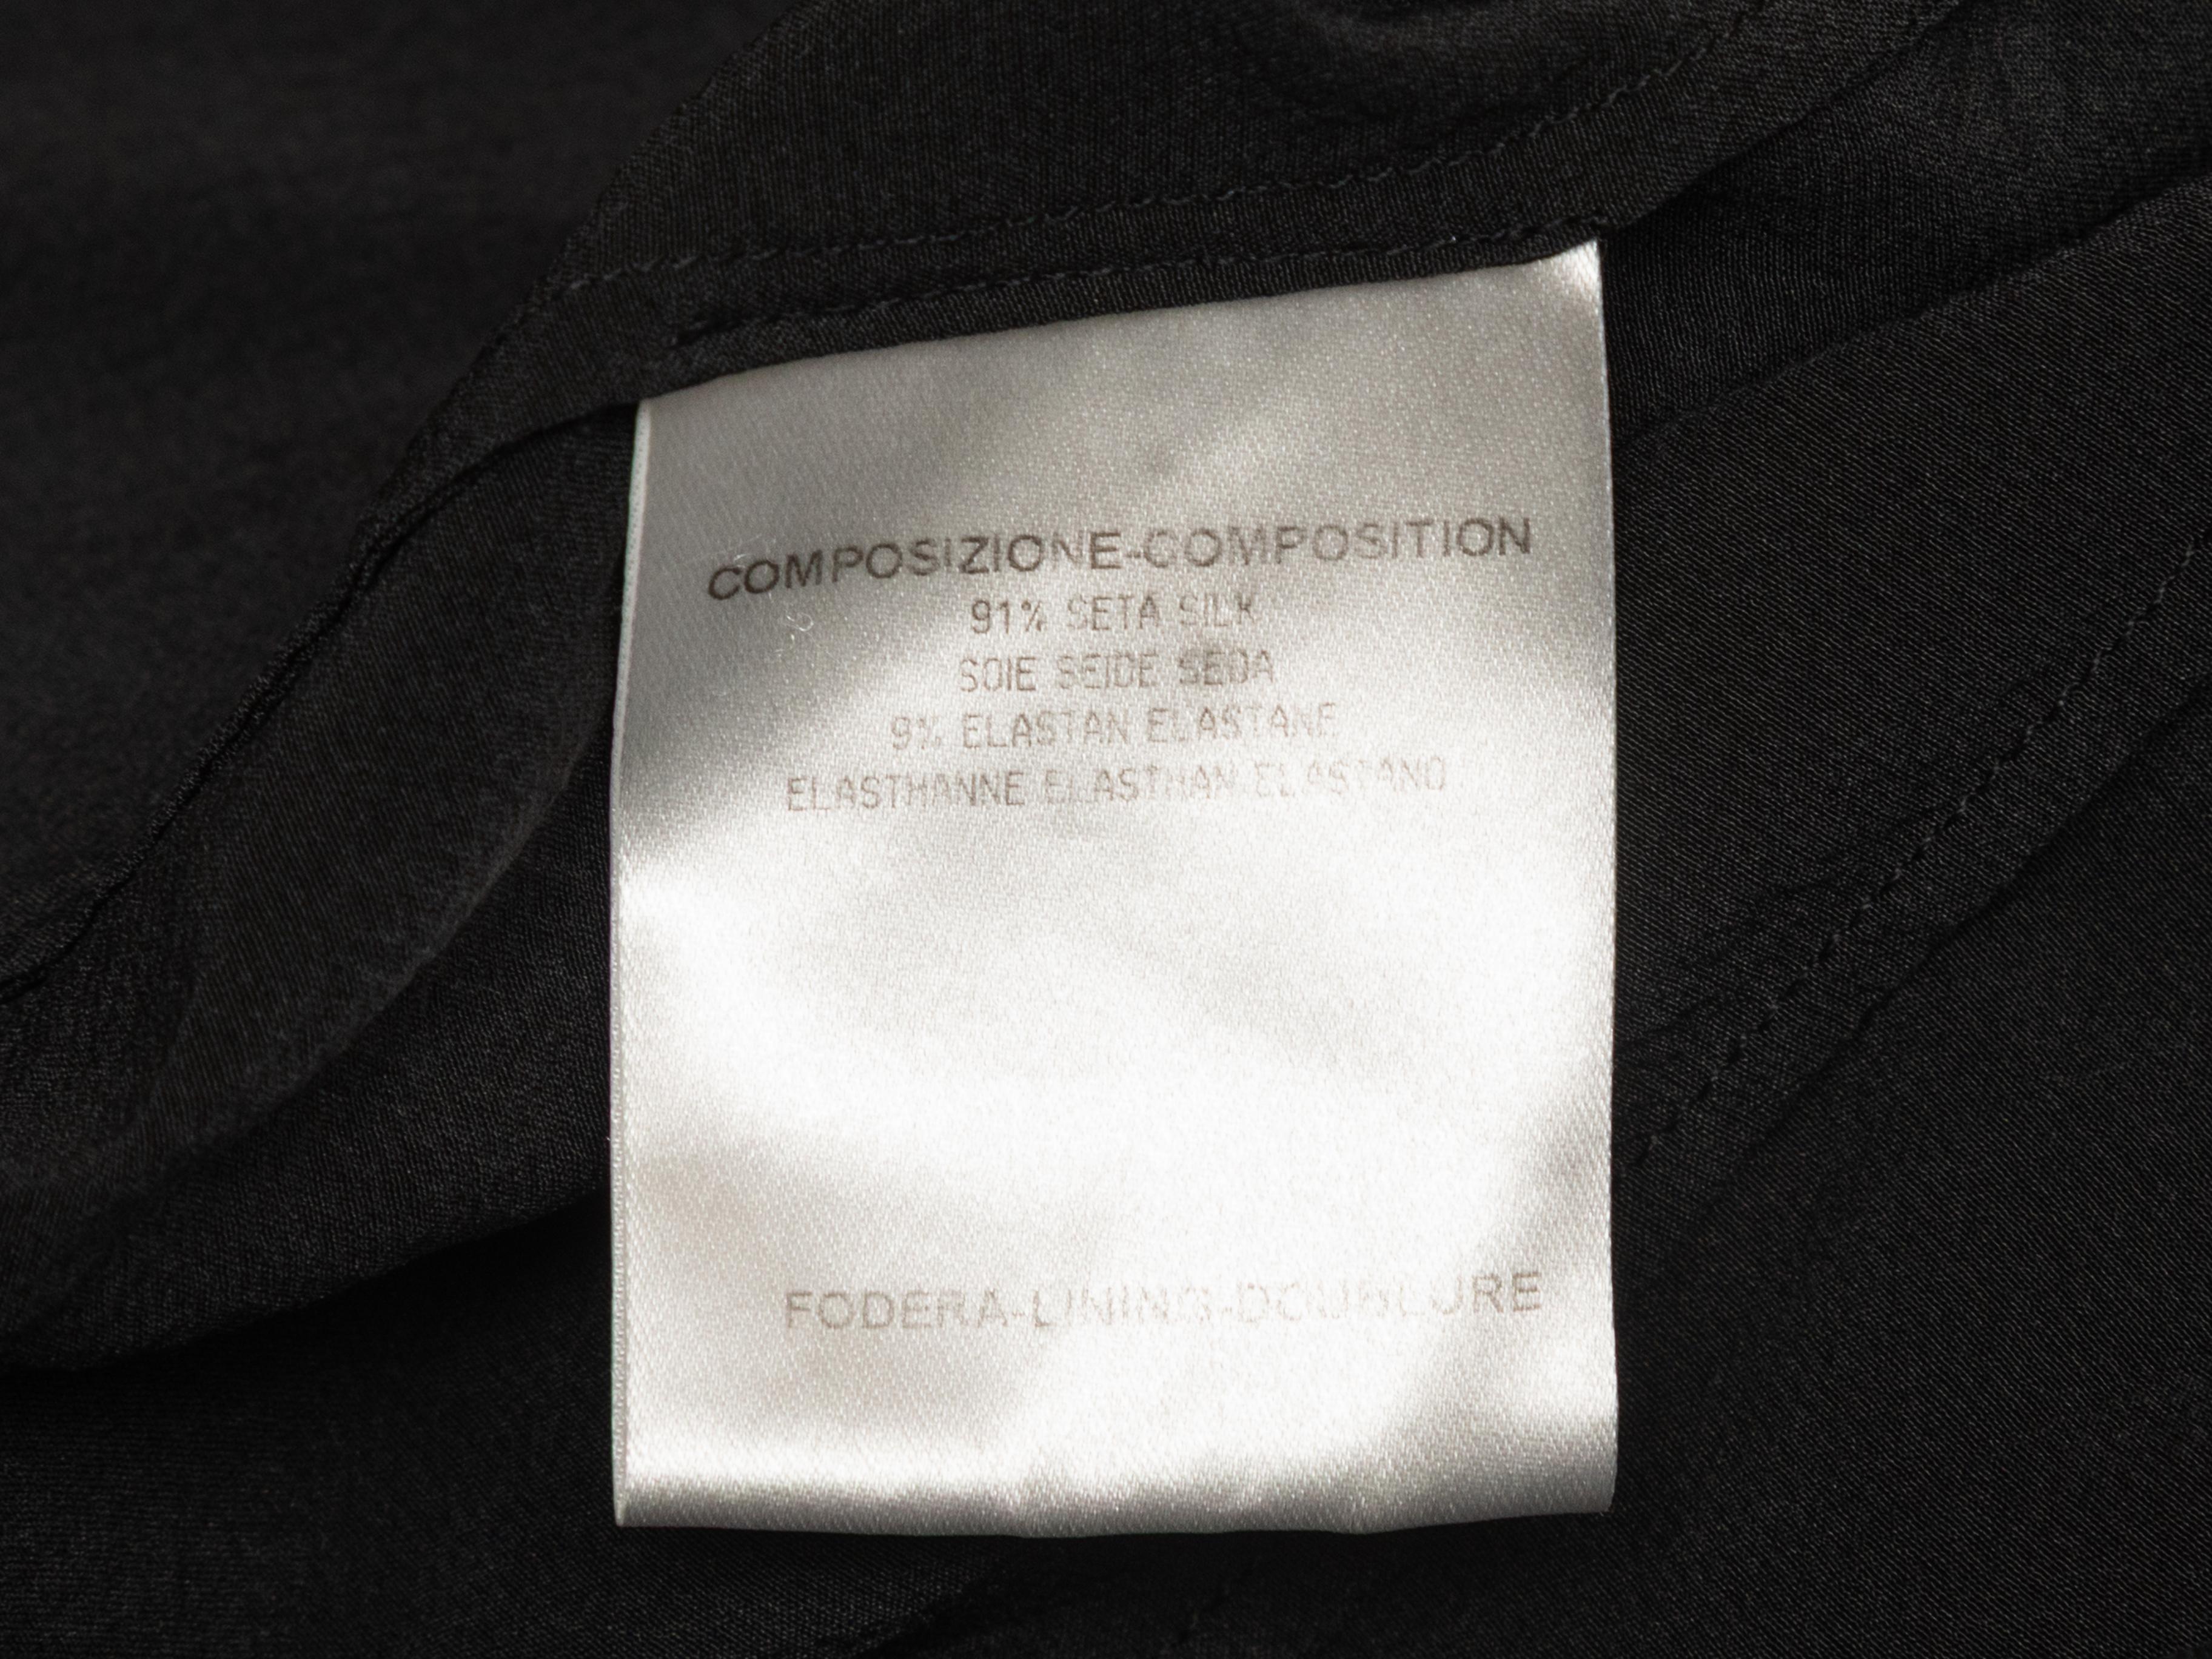 COMPOSIZIONE-COMPOSITION
91% SETA SILK
SOIE SEIDE SEDA
9% ELASTAN ELASTANE
ELASTHANNE ELASTHAN ELASTANO
FODERA-LINING-DOUBLURE